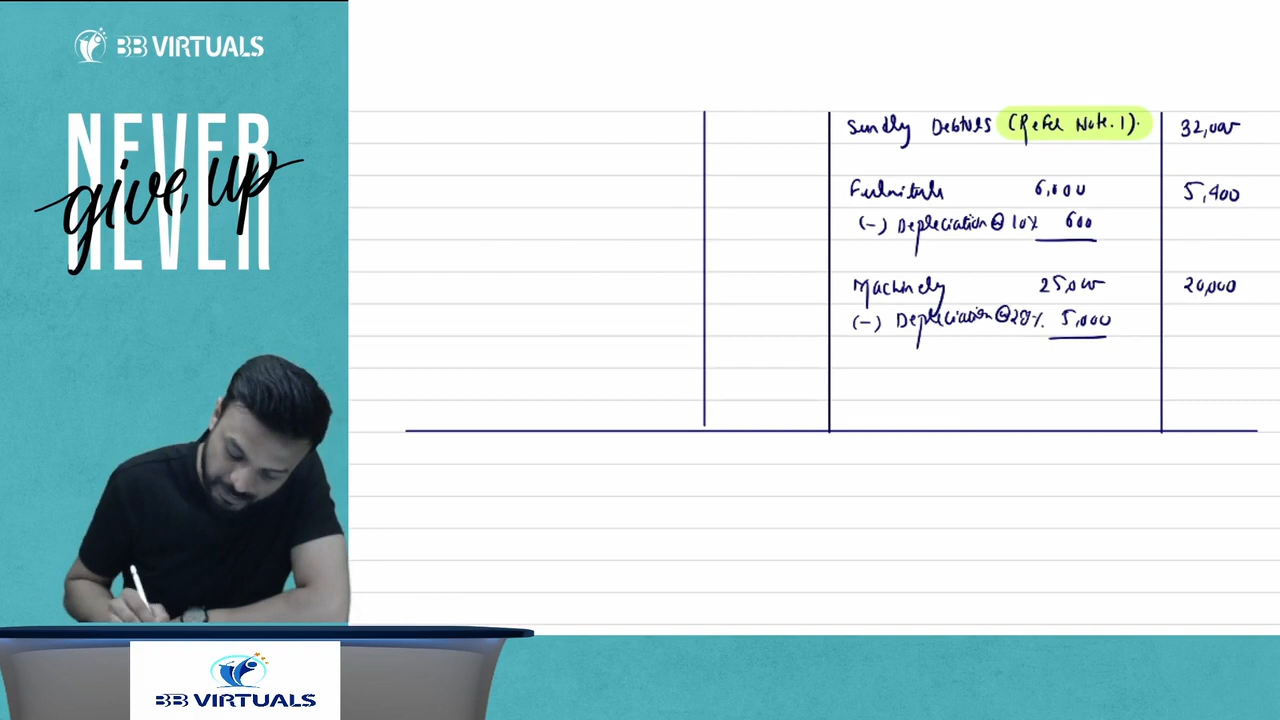 BB VIRTUALS
NEVER
give up
NEVER
Sundry Debtors (Refer Note. 1). 32,000
Furniture 6,000 5,400
(-) Depreciation @ 10% 600
Machinery 25,000 20,000
(-) Depreciation @ 20% 5,000
BB VIRTUALS